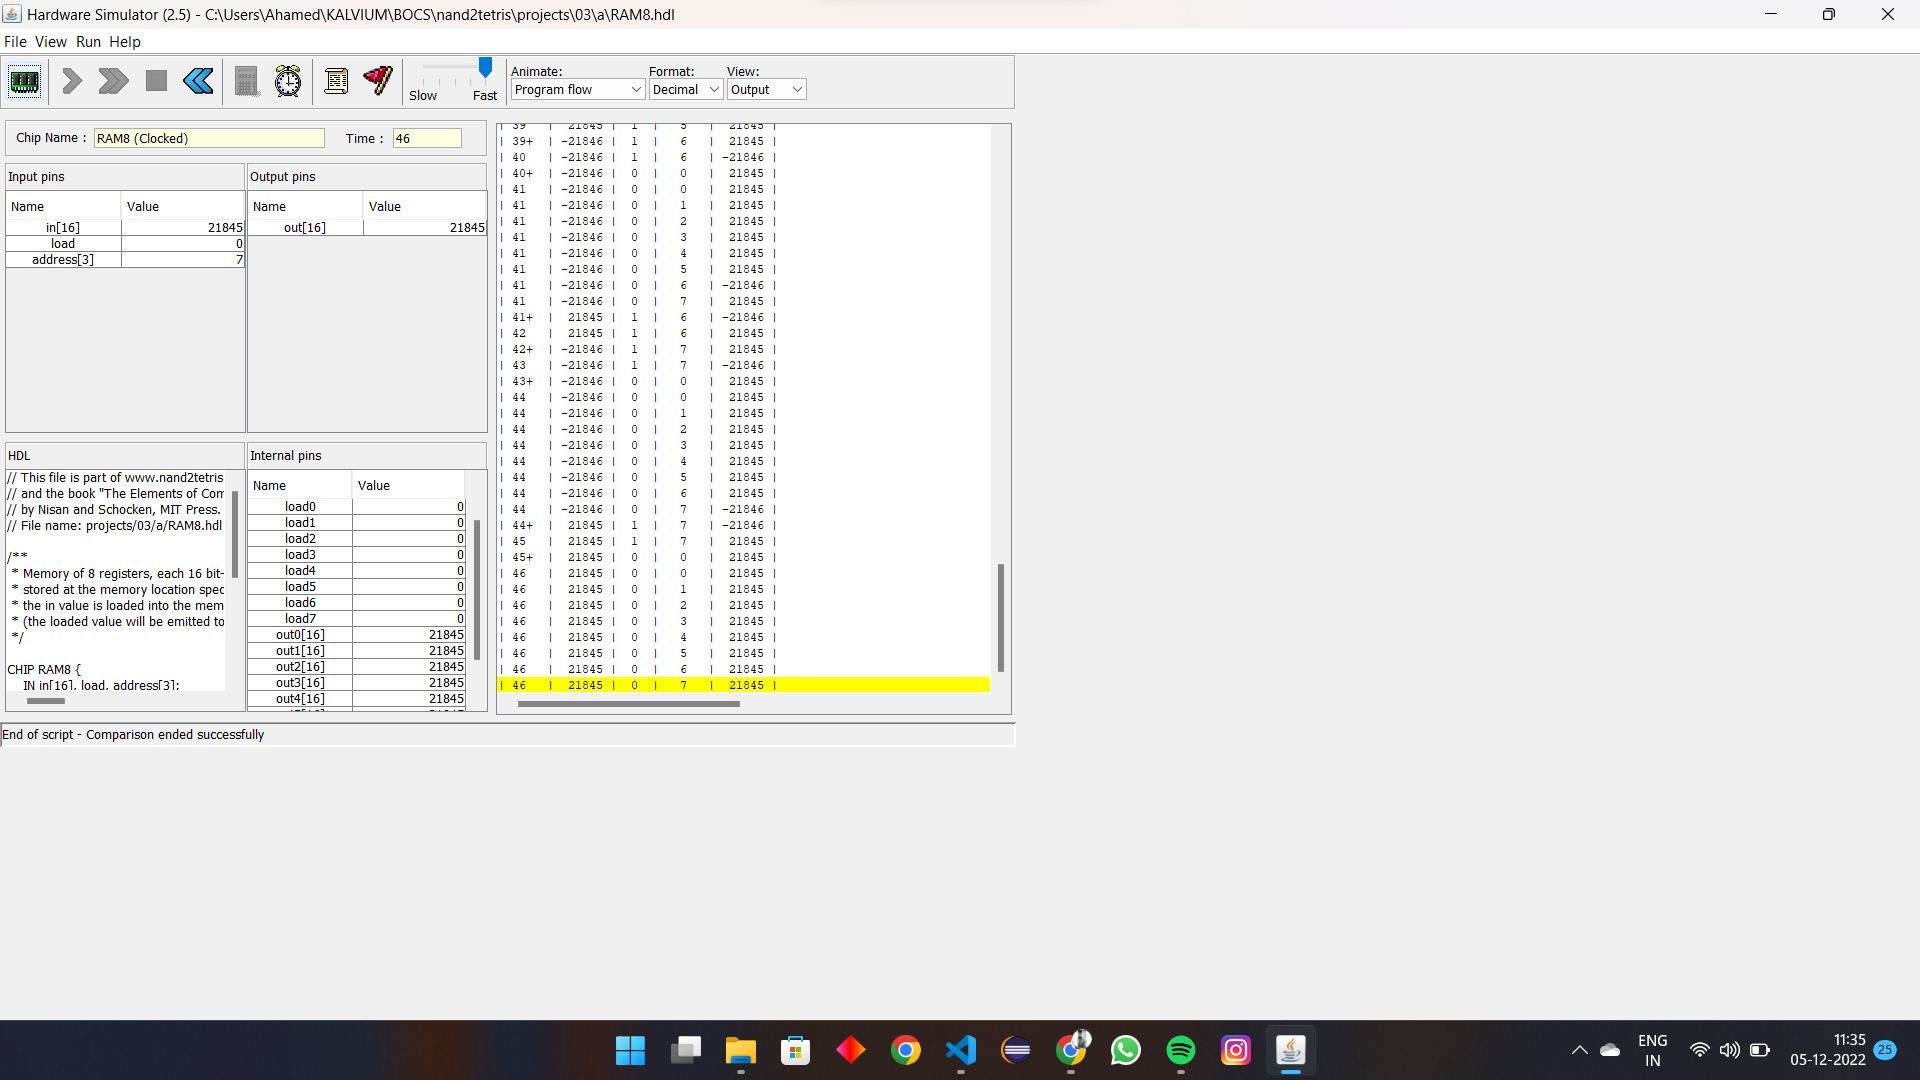 Hardware Simulator (2.5) - C:\Users\Ahamed\KALVIUM\BOCS\nand2tetris\projects\03\a\RAM8.hdl
File View Run Help
Slow Fast
Animate: Format: View:
Program flow Decimal Output
Chip Name : RAM8 (Clocked) Time : 46
Input pins
Name Value
in[16] 21845
load 0
address[3] 7
Output pins
Name Value
out[16] 21845
HDL
// This file is part of www.nand2tetris
// and the book "The Elements of Com
// by Nisan and Schocken, MIT Press.
// File name: projects/03/a/RAM8.hdl
/**
* Memory of 8 registers, each 16 bit-
* stored at the memory location spec
* the in value is loaded into the mem
* (the loaded value will be emitted to
*/
CHIP RAM8 {
IN in[16], load, address[3];
Internal pins
Name Value
load0 0
load1 0
load2 0
load3 0
load4 0
load5 0
load6 0
load7 0
out0[16] 21845
out1[16] 21845
out2[16] 21845
out3[16] 21845
out4[16] 21845
| 39 | 21845 | 1 | 5 | 21845 |
| 39+ | -21846 | 1 | 6 | 21845 |
| 40 | -21846 | 1 | 6 | -21846 |
| 40+ | -21846 | 0 | 0 | 21845 |
| 41 | -21846 | 0 | 0 | 21845 |
| 41 | -21846 | 0 | 1 | 21845 |
| 41 | -21846 | 0 | 2 | 21845 |
| 41 | -21846 | 0 | 3 | 21845 |
| 41 | -21846 | 0 | 4 | 21845 |
| 41 | -21846 | 0 | 5 | 21845 |
| 41 | -21846 | 0 | 6 | -21846 |
| 41 | -21846 | 0 | 7 | 21845 |
| 41+ | 21845 | 1 | 6 | -21846 |
| 42 | 21845 | 1 | 6 | 21845 |
| 42+ | -21846 | 1 | 7 | 21845 |
| 43 | -21846 | 1 | 7 | -21846 |
| 43+ | -21846 | 0 | 0 | 21845 |
| 44 | -21846 | 0 | 0 | 21845 |
| 44 | -21846 | 0 | 1 | 21845 |
| 44 | -21846 | 0 | 2 | 21845 |
| 44 | -21846 | 0 | 3 | 21845 |
| 44 | -21846 | 0 | 4 | 21845 |
| 44 | -21846 | 0 | 5 | 21845 |
| 44 | -21846 | 0 | 6 | 21845 |
| 44 | -21846 | 0 | 7 | -21846 |
| 44+ | 21845 | 1 | 7 | -21846 |
| 45 | 21845 | 1 | 7 | 21845 |
| 45+ | 21845 | 0 | 0 | 21845 |
| 46 | 21845 | 0 | 0 | 21845 |
| 46 | 21845 | 0 | 1 | 21845 |
| 46 | 21845 | 0 | 2 | 21845 |
| 46 | 21845 | 0 | 3 | 21845 |
| 46 | 21845 | 0 | 4 | 21845 |
| 46 | 21845 | 0 | 5 | 21845 |
| 46 | 21845 | 0 | 6 | 21845 |
| 46 | 21845 | 0 | 7 | 21845 |
End of script - Comparison ended successfully
ENG
IN
11:35
05-12-2022
25